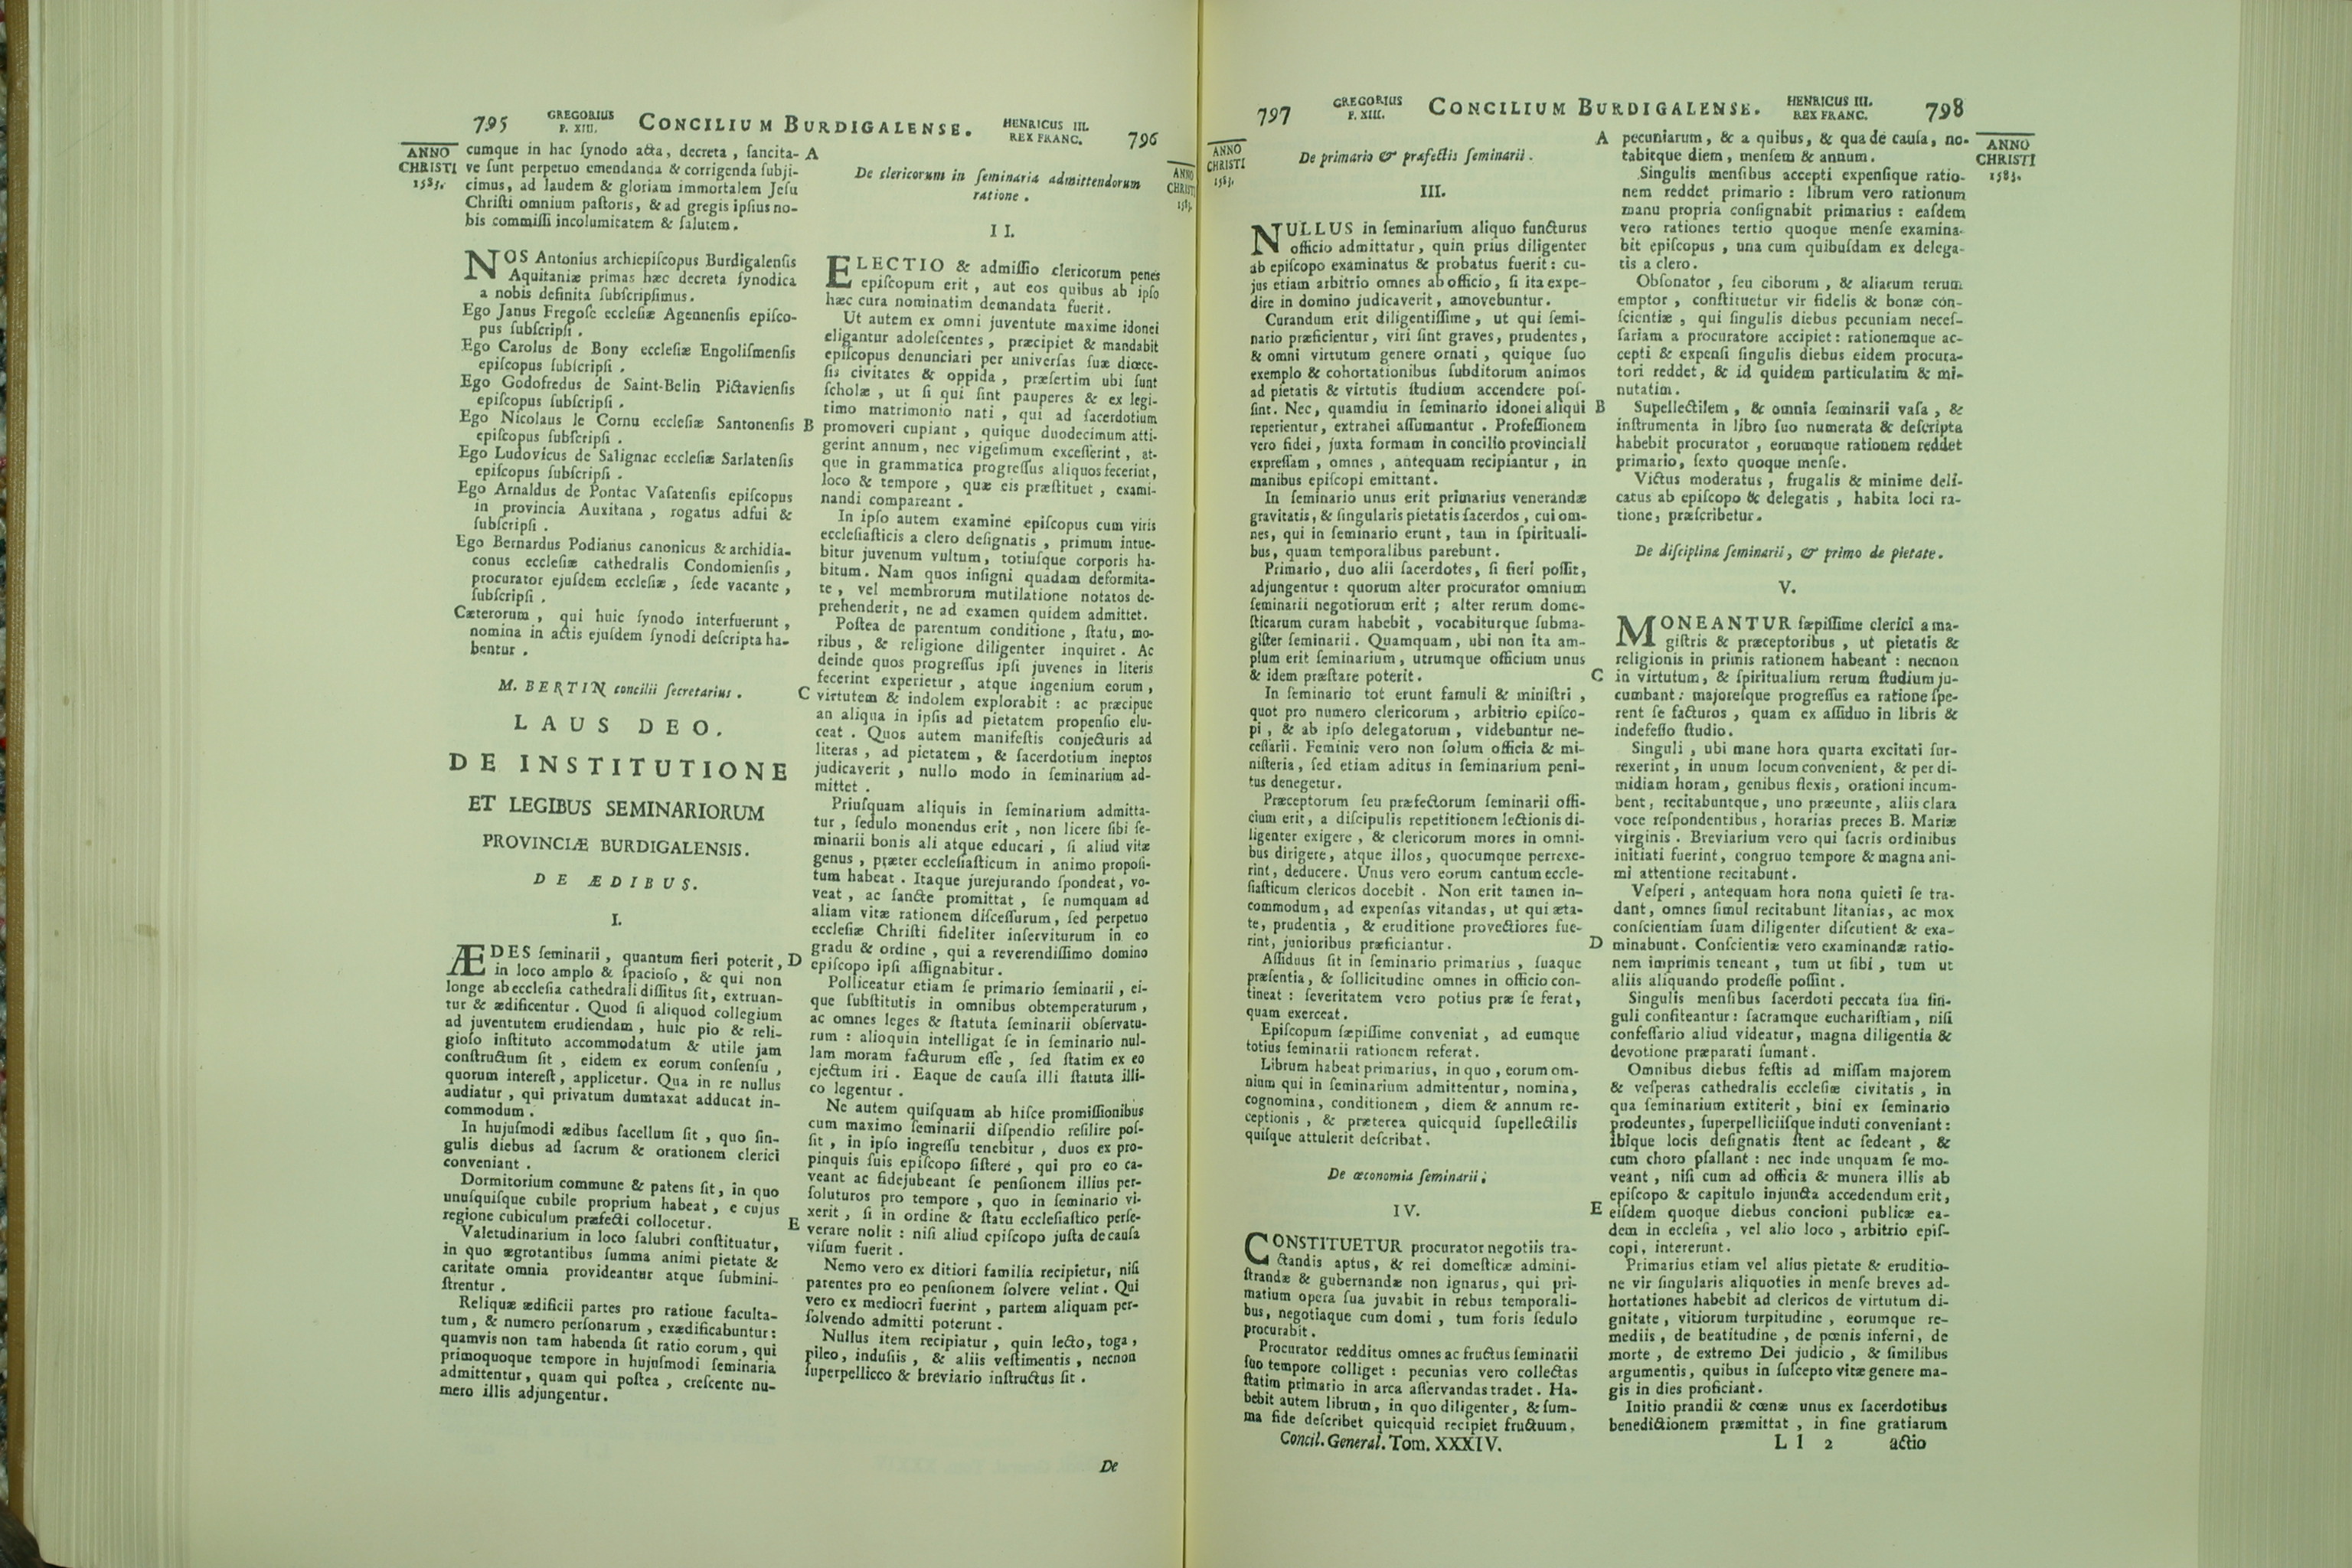 795 GREGORIUS P. XIII. CONCILIUM BURDIGALENSE. HENRICUS III. REX FRANC. 796
ANNO
CHRISTI
1583.
cumque in hac ſynodo acta, decreta, ſancita- A
ve ſunt perpetuo emendanda & corrigenda ſubji-
cimus, ad laudem & gloriam immortalem Jeſu
Chriſti omnium paſtoris, & ad gregis ipſius no-
bis commiſſi incolumitatem & ſalutem.
NOS Antonius archiepiſcopus Burdigalenſis
Aquitaniæ primas hæc decreta ſynodica
a nobis definita ſubſcripſimus.
Ego Janus Fregoſe eccleſiæ Agennenſis epiſco-
pus ſubſcripſi.
Ego Carolus de Bony eccleſiæ Engoliſmenſis
epiſcopus ſubſcripſi.
Ego Godofredus de Saint-Belin Pictavienſis
epiſcopus ſubſcripſi.
Ego Nicolaus le Cornu eccleſiæ Santonenſis B
epiſcopus ſubſcripſi.
Ego Ludovicus de Salignac eccleſiæ Sarlatenſis
epiſcopus ſubſcripſi.
Ego Arnaldus de Pontac Vaſatenſis epiſcopus
in provincia Auxitana, rogatus adfui &
ſubſcripſi.
Ego Bernardus Podianus canonicus & archidia-
conus eccleſiæ cathedralis Condomienſis,
procurator ejuſdem eccleſiæ, ſede vacante,
ſubſcripſi.
Cæterorum, qui huic ſynodo interfuerunt,
nomina in actis ejuſdem ſynodi deſcripta ha-
bentur.
M. BERTIN concilii ſecretarius. C
LAUS DEO.
DE INSTITUTIONE
ET LEGIBUS SEMINARIORUM
PROVINCIÆ BURDIGALENSIS.
DE ÆDIBUS.
I.
ÆDES ſeminarii, quantum fieri poterit, D
in loco amplo & ſpacioſo, & qui non
longe ab eccleſia cathedrali diſſitus ſit, extruan-
tur & ædificentur. Quod ſi aliquod collegium
ad juventutem erudiendam, huic pio & reli-
gioſo inſtituto accommodatum & utile jam
conſtructum ſit, eidem ex eorum conſenſu,
quorum intereſt, applicetur. Qua in re nullus
audiatur, qui privatum dumtaxat adducat in-
commodum.
In hujuſmodi ædibus ſacellum ſit, quo ſin-
gulis diebus ad ſacrum & orationem clerici
conveniant.
Dormitorium commune & patens ſit, in quo
unuſquiſque cubile proprium habeat, e cujus
regione cubiculum præfecti collocetur. E
Valetudinarium in loco ſalubri conſtituatur,
in quo ægrotantibus ſumma animi pietate &
caritate omnia provideantur atque ſubmini-
ſtrentur.
Reliquæ ædificii partes pro ratione faculta-
tum, & numero perſonarum, exædificabuntur:
quamvis non tam habenda ſit ratio eorum, qui
primoquoque tempore in hujuſmodi ſeminaria
admittentur, quam qui poſtea, creſcente nu-
mero illis adjungentur.
De clericorum in ſeminaria admittendorum
ratione.
II.
ANNO
CHRISTI
1583.
ELECTIO & admiſſio clericorum penes
epiſcopum erit, aut eos quibus ab ipſo
hæc cura nominatim demandata fuerit.
Ut autem ex omni juventute maxime idonei
eligantur adoleſcentes, præcipiet & mandabit
epiſcopus denunciari per univerſas ſuæ diœce-
ſis civitates & oppida, præſertim ubi ſunt
ſcholæ, ut ſi qui ſint pauperes & ex legi-
timo matrimonio nati, qui ad ſacerdotium
promoveri cupiant, quique duodecimum atti-
gerint annum, nec vigeſimum exceſſerint, at-
que in grammatica progreſſus aliquos fecerint,
loco & tempore, quæ eis præſtituet, exami-
nandi compareant.
In ipſo autem examine epiſcopus cum viris
eccleſiaſticis a clero deſignatis, primum intue-
bitur juvenum vultum, totiuſque corporis ha-
bitum. Nam quos inſigni quadam deformita-
te, vel membrorum mutilatione notatos de-
prehenderit, ne ad examen quidem admittet.
Poſtea de parentum conditione, ſtatu, mo-
ribus, & religione diligenter inquiret. Ac
deinde quos progreſſus ipſi juvenes in literis
fecerint experietur, atque ingenium eorum,
virtutem & indolem explorabit: ac præcipue
an aliqua in ipſis ad pietatem propenſio elu-
ceat. Quos autem manifeſtis conjecturis ad
literas, ad pietatem, & ſacerdotium ineptos
judicaverit, nullo modo in ſeminarium ad-
mittet.
Priuſquam aliquis in ſeminarium admitta-
tur, ſedulo monendus erit, non licere ſibi ſe-
minarii bonis ali atque educari, ſi aliud vitæ
genus, præter eccleſiaſticum in animo propoſi-
tum habeat. Itaque jurejurando ſpondeat, vo-
veat, ac ſancte promittat, ſe numquam ad
aliam vitæ rationem diſceſſurum, ſed perpetuo
eccleſiæ Chriſti fideliter inſerviturum in eo
gradu & ordine, qui a reverendiſſimo domino
epiſcopo ipſi aſſignabitur.
Polliceatur etiam ſe primario ſeminarii, ei-
que ſubſtitutis in omnibus obtemperaturum,
ac omnes leges & ſtatuta ſeminarii obſervatu-
rum: alioquin intelligat ſe in ſeminario nul-
lam moram facturum eſſe, ſed ſtatim ex eo
ejectum iri. Eaque de cauſa illi ſtatuta illi-
co legentur.
Ne autem quiſquam ab hiſce promiſſionibus
cum maximo ſeminarii diſpendio reſilire poſ-
ſit, in ipſo ingreſſu tenebitur, duos ex pro-
pinquis ſuis epiſcopo ſiſtere, qui pro eo ca-
veant ac fidejubeant ſe penſionem illius per-
ſoluturos pro tempore, quo in ſeminario vi-
xerit, ſi in ordine & ſtatu eccleſiaſtico perſe-
verare nolit: niſi aliud epiſcopo juſta de cauſa
viſum fuerit.
Nemo vero ex ditiori familia recipietur, niſi
parentes pro eo penſionem ſolvere velint. Qui
vero ex mediocri fuerint, partem aliquam per-
ſolvendo admitti poterunt.
Nullus item recipiatur, quin lecto, toga,
pileo, induſiis, & aliis veſtimentis, necnon
ſuperpellicco & breviario inſtructus ſit.
De
797 GREGORIUS P. XIII. CONCILIUM BURDIGALENSE. HENRICUS III. REX FRANC. 798
ANNO
CHRISTI
1583.
De primario & præfectis ſeminarii.
III.
NULLUS in ſeminarium aliquo functurus
officio admittatur, quin prius diligenter
ab epiſcopo examinatus & probatus fuerit: cu-
jus etiam arbitrio omnes ab officio, ſi ita expe-
dire in domino judicaverit, amovebuntur.
Curandum erit diligentiſſime, ut qui ſemi-
nario præficientur, viri ſint graves, prudentes,
& omni virtutum genere ornati, quique ſuo
exemplo & cohortationibus ſubditorum animos
ad pietatis & virtutis ſtudium accendere poſ-
ſint. Nec, quamdiu in ſeminario idonei aliqui B
reperientur, extrahei aſſumantur. Profeſſionem
vero fidei, juxta formam in concilio provinciali
expreſſam, omnes, antequam recipiantur, in
manibus epiſcopi emittant.
In ſeminario unus erit primarius venerandæ
gravitatis, & ſingularis pietatis ſacerdos, cui om-
nes, qui in ſeminario erunt, tam in ſpirituali-
bus, quam temporalibus parebunt.
Primario, duo alii ſacerdotes, ſi fieri poſſit,
adjungentur: quorum alter procurator omnium
ſeminarii negotiorum erit; alter rerum dome-
ſticarum curam habebit, vocabiturque ſubma-
giſter ſeminarii. Quamquam, ubi non ita am-
plum erit ſeminarium, utrumque officium unus
& idem præſtare poterit. C
In ſeminario tot erunt famuli & miniſtri,
quot pro numero clericorum, arbitrio epiſco-
pi, & ab ipſo delegatorum, videbuntur ne-
ceſſarii. Feminis vero non ſolum officia & mi-
niſteria, ſed etiam aditus in ſeminarium peni-
tus denegetur.
Præceptorum ſeu præfectorum ſeminarii offi-
cium erit, a diſcipulis repetitionem lectionis di-
ligenter exigere, & clericorum mores in omni-
bus dirigere, atque illos, quocumque perrexe-
rint, deducere. Unus vero eorum cantum eccle-
ſiaſticum clericos docebit. Non erit tamen in-
commodum, ad expenſas vitandas, ut qui æta-
te, prudentia, & eruditione provectiores fue-
rint, junioribus præficiantur. D
Aſſiduus ſit in ſeminario primarius, ſuaque
præſentia, & ſollicitudine omnes in officio con-
tineat: ſeveritatem vero potius præ ſe ferat,
quam exerceat.
Epiſcopum ſæpiſſime conveniat, ad eumque
totius ſeminarii rationem referat.
Librum habeat primarius, in quo, eorum om-
nium qui in ſeminarium admittentur, nomina,
cognomina, conditionem, diem & annum re-
ceptionis, & præterea quicquid ſupellectilis
quiſque attulerit deſcribat.
De œconomia ſeminarii;
IV. E
CONSTITUETUR procurator negotiis tra-
ctandis aptus, & rei domeſticæ admini-
ſtrandæ & gubernandæ non ignarus, qui pri-
matium opera ſua juvabit in rebus temporali-
bus, negotiaque cum domi, tum foris ſedulo
procurabit.
Procurator redditus omnes ac fructus ſeminarii
ſuo tempore colliget: pecunias vero collectas
ſtatim primario in arca aſſervandas tradet. Ha-
bebit autem librum, in quo diligenter, & ſum-
ma fide deſcribet quicquid recipiet fructuum,
Concil. General. Tom. XXXIV.
A pecuniarum, & a quibus, & qua de cauſa, no-
tabitque diem, menſem & annum.
ANNO
CHRISTI
1583.
Singulis menſibus accepti expenſique ratio-
nem reddet primario: librum vero rationum
manu propria conſignabit primarius: eaſdem
vero rationes tertio quoque menſe examina-
bit epiſcopus, una cum quibuſdam ex delega-
tis a clero.
Obſonator, ſeu ciborum, & aliarum rerum
emptor, conſtituetur vir fidelis & bonæ con-
ſcientiæ, qui ſingulis diebus pecuniam neceſ-
ſariam a procuratore accipiet: rationemque ac-
cepti & expenſi ſingulis diebus eidem procura-
tori reddet, & id quidem particulatim & mi-
nutatim.
Supellectilem, & omnia ſeminarii vaſa, &
inſtrumenta in libro ſuo numerata & deſcripta
habebit procurator, eorumque rationem reddet
primario, ſexto quoque menſe.
Victus moderatus, frugalis & minime deli-
catus ab epiſcopo & delegatis, habita loci ra-
tione, præſcribetur.
De diſciplina ſeminarii, & primo de pietate.
V.
MONEANTUR ſæpiſſime clerici a ma-
giſtris & præceptoribus, ut pietatis &
religionis in primis rationem habeant: necnon
in virtutum, & ſpiritualium rerum ſtudium ju-
cumbant: majoreſque progreſſus ea ratione ſpe-
rent ſe facturos, quam ex aſſiduo in libris &
indefeſſo ſtudio.
Singuli, ubi mane hora quarta excitati ſur-
rexerint, in unum locum convenient, & per di-
midiam horam, genibus flexis, orationi incum-
bent, recitabuntque, uno præeunte, aliis clara
voce reſpondentibus, horarias preces B. Mariæ
virginis. Breviarium vero qui ſacris ordinibus
initiati fuerint, congruo tempore & magna ani-
mi attentione recitabunt.
Veſperi, antequam hora nona quieti ſe tra-
dant, omnes ſimul recitabunt litanias, ac mox
conſcientiam ſuam diligenter diſcutient & exa-
minabunt. Conſcientiæ vero examinandæ ratio-
nem imprimis teneant, tum ut ſibi, tum ut
aliis aliquando prodeſſe poſſint.
Singulis menſibus ſacerdoti peccata ſua ſin-
guli confiteantur: ſacramque euchariſtiam, niſi
confeſſario aliud videatur, magna diligentia &
devotione præparati ſumant.
Omnibus diebus feſtis ad miſſam majorem
& veſperas cathedralis eccleſiæ civitatis, in
qua ſeminarium extiterit, bini ex ſeminario
prodeuntes, ſuperpelliciiſque induti conveniant:
ibique locis deſignatis ſtent ac ſedeant, &
cum choro pſallant: nec inde unquam ſe mo-
veant, niſi cum ad officia & munera illis ab
epiſcopo & capitulo injuncta accedendum erit,
eiſdem quoque diebus concioni publicæ ea-
dem in eccleſia, vel alio loco, arbitrio epiſ-
copi, intererunt.
Primarius etiam vel alius pietate & eruditio-
ne vir ſingularis aliquoties in menſe breves ad-
hortationes habebit ad clericos de virtutum di-
gnitate, vitiorum turpitudine, eorumque re-
mediis, de beatitudine, de pœnis inferni, de
morte, de extremo Dei judicio, & ſimilibus
argumentis, quibus in ſuſcepto vitæ genere ma-
gis in dies proficiant.
Initio prandii & cœnæ unus ex ſacerdotibus
benedictionem præmittat, in fine gratiarum
L l 2 actio